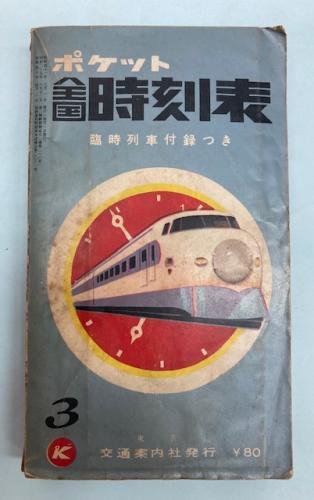 ポケット
全国時刻表
臨時列車付録つき
3
K
東京
交通案内社発行 ¥80